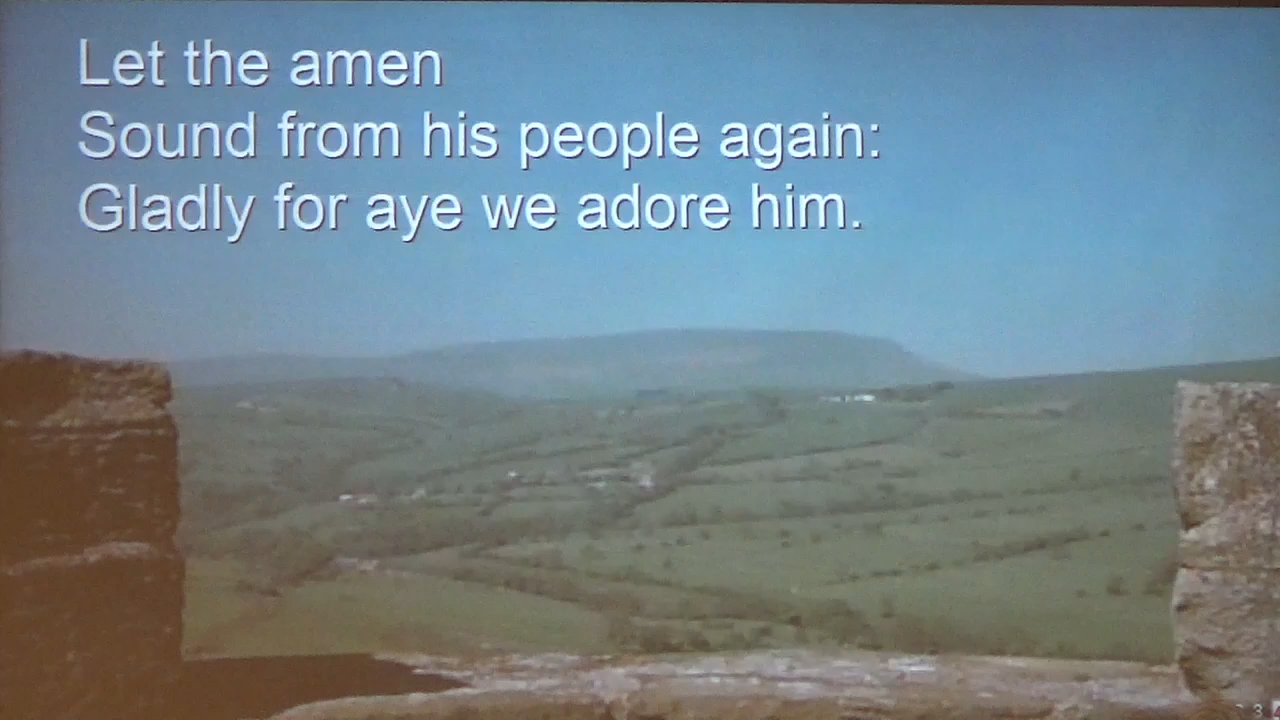 Let the amen
Sound from his people again:
Gladly for aye we adore him.